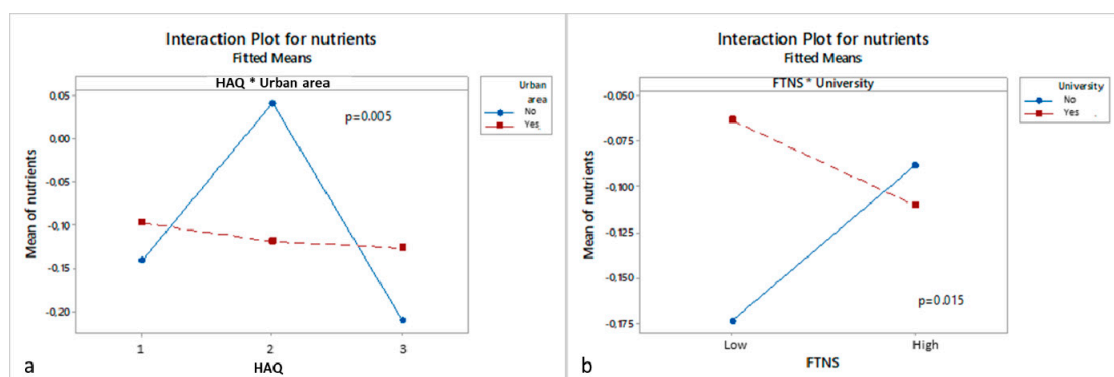 Interaction Plot for nutrients
Fitted Means
HAQ * Urban area
Urban
area
No
Yes
p=0.005
0.05
0.00
-0.05
-0.10
-0.15
-0.20
Mean of nutrients
1 2 3
HAQ
a
Interaction Plot for nutrients
Fitted Means
FTNS * University
University
No
Yes
-0.050
-0.075
-0.100
-0.125
-0.150
-0.175
Mean of nutrients
p=0.015
Low High
FTNS
b